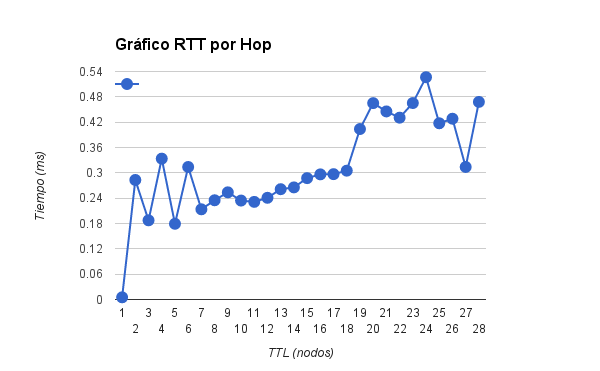 Gráfico RTT por Hop
0.54
0.48
0.42
0.36
0.3
0.24
0.18
0.12
0.06
0
Tiempo (ms)
1 3 5 7 9 11 13 15 17 19 21 23 25 27
2 4 6 8 10 12 14 16 18 20 22 24 26 28
TTL (nodos)